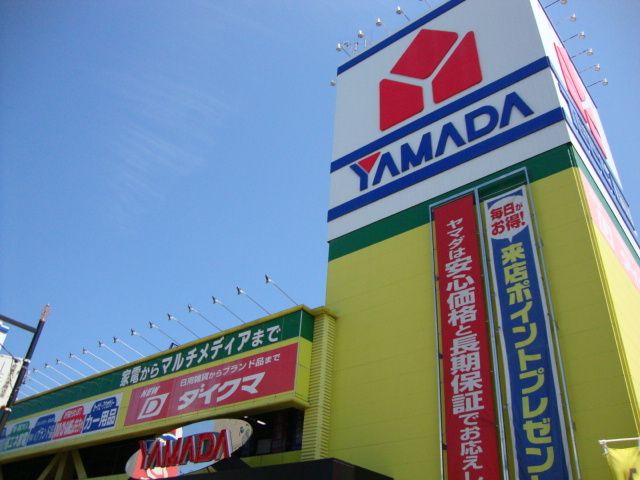 YAMADA
毎日がお得!
来店ポイントプレゼン
ヤマダは安心価格と長期保証でお応えし
家電からマルチメディアまで
日用雑貨からブランド品まで
NEW
D ダイクマ
カー用品
YAMADA